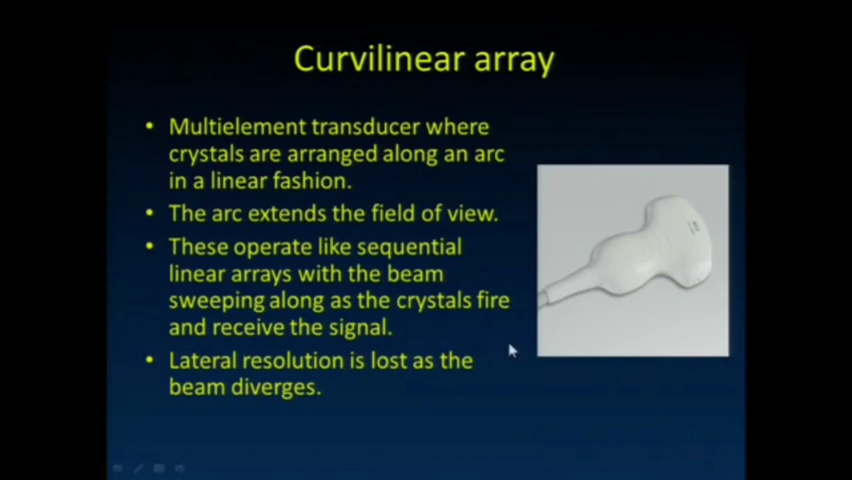 Curvilinear array
• Multielement transducer where
crystals are arranged along an arc
in a linear fashion.
• The arc extends the field of view.
• These operate like sequential
linear arrays with the beam
sweeping along as the crystals fire
and receive the signal.
• Lateral resolution is lost as the
beam diverges.